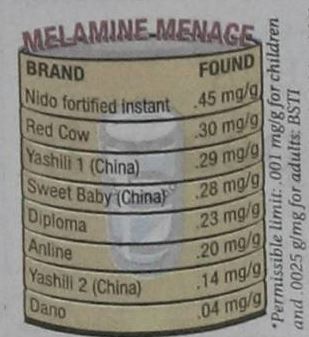 MELAMINE MENAGE
BRAND FOUND
Nido fortified instant .45 mg/g
Red Cow .30 mg/g
Yashili 1 (China) .29 mg/g
Sweet Baby (China) .28 mg/g
Diploma .23 mg/g
Anline .20 mg/g
Yashili 2 (China) .14 mg/g
Dano .04 mg/g
*Permissible limit: .001 mg/g for children
and .0025 g/mg for adults: BSTI